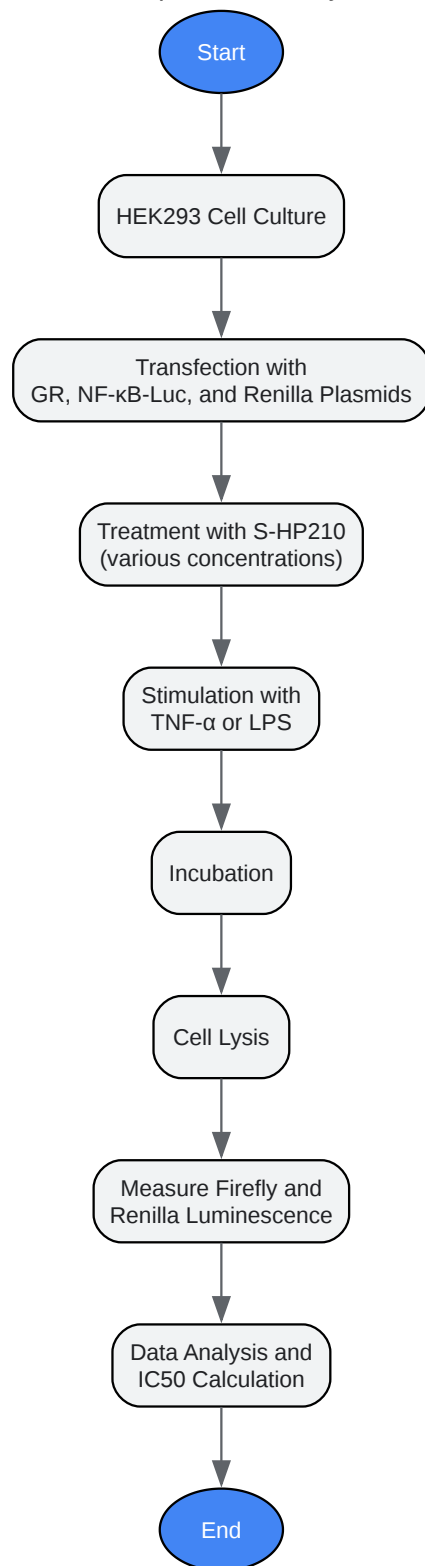 Start
HEK293 Cell Culture
Transfection with
GR, NF-κB-Luc, and Renilla Plasmids
Treatment with S-HP210
(various concentrations)
Stimulation with
TNF-α or LPS
Incubation
Cell Lysis
Measure Firefly and
Renilla Luminescence
Data Analysis and
IC50 Calculation
End